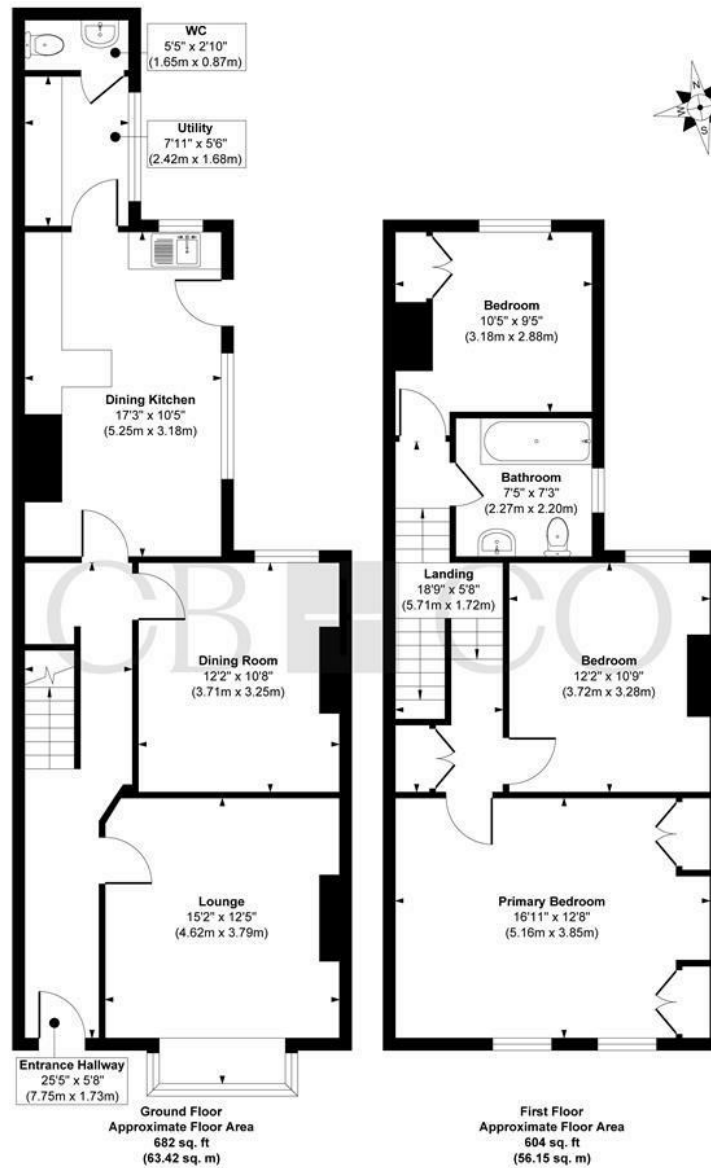 WC
5'5" x 2'10"
(1.65m x 0.87m)
Utility
7'11" x 5'6"
(2.42m x 1.68m)
N
W
S
Dining Kitchen
17'3" x 10'5"
(5.25m x 3.18m)
Dining Room
12'2" x 10'8"
(3.71m x 3.25m)
Lounge
15'2" x 12'5"
(4.62m x 3.79m)
Entrance Hallway
25'5" x 5'8"
(7.75m x 1.73m)
Ground Floor
Approximate Floor Area
682 sq. ft
(63.42 sq. m)
Bedroom
10'5" x 9'5"
(3.18m x 2.88m)
Bathroom
7'5" x 7'3"
(2.27m x 2.20m)
Landing
18'9" x 5'8"
(5.71m x 1.72m)
Bedroom
12'2" x 10'9"
(3.72m x 3.28m)
Primary Bedroom
16'11" x 12'8"
(5.16m x 3.85m)
First Floor
Approximate Floor Area
604 sq. ft
(56.15 sq. m)
CBHCO